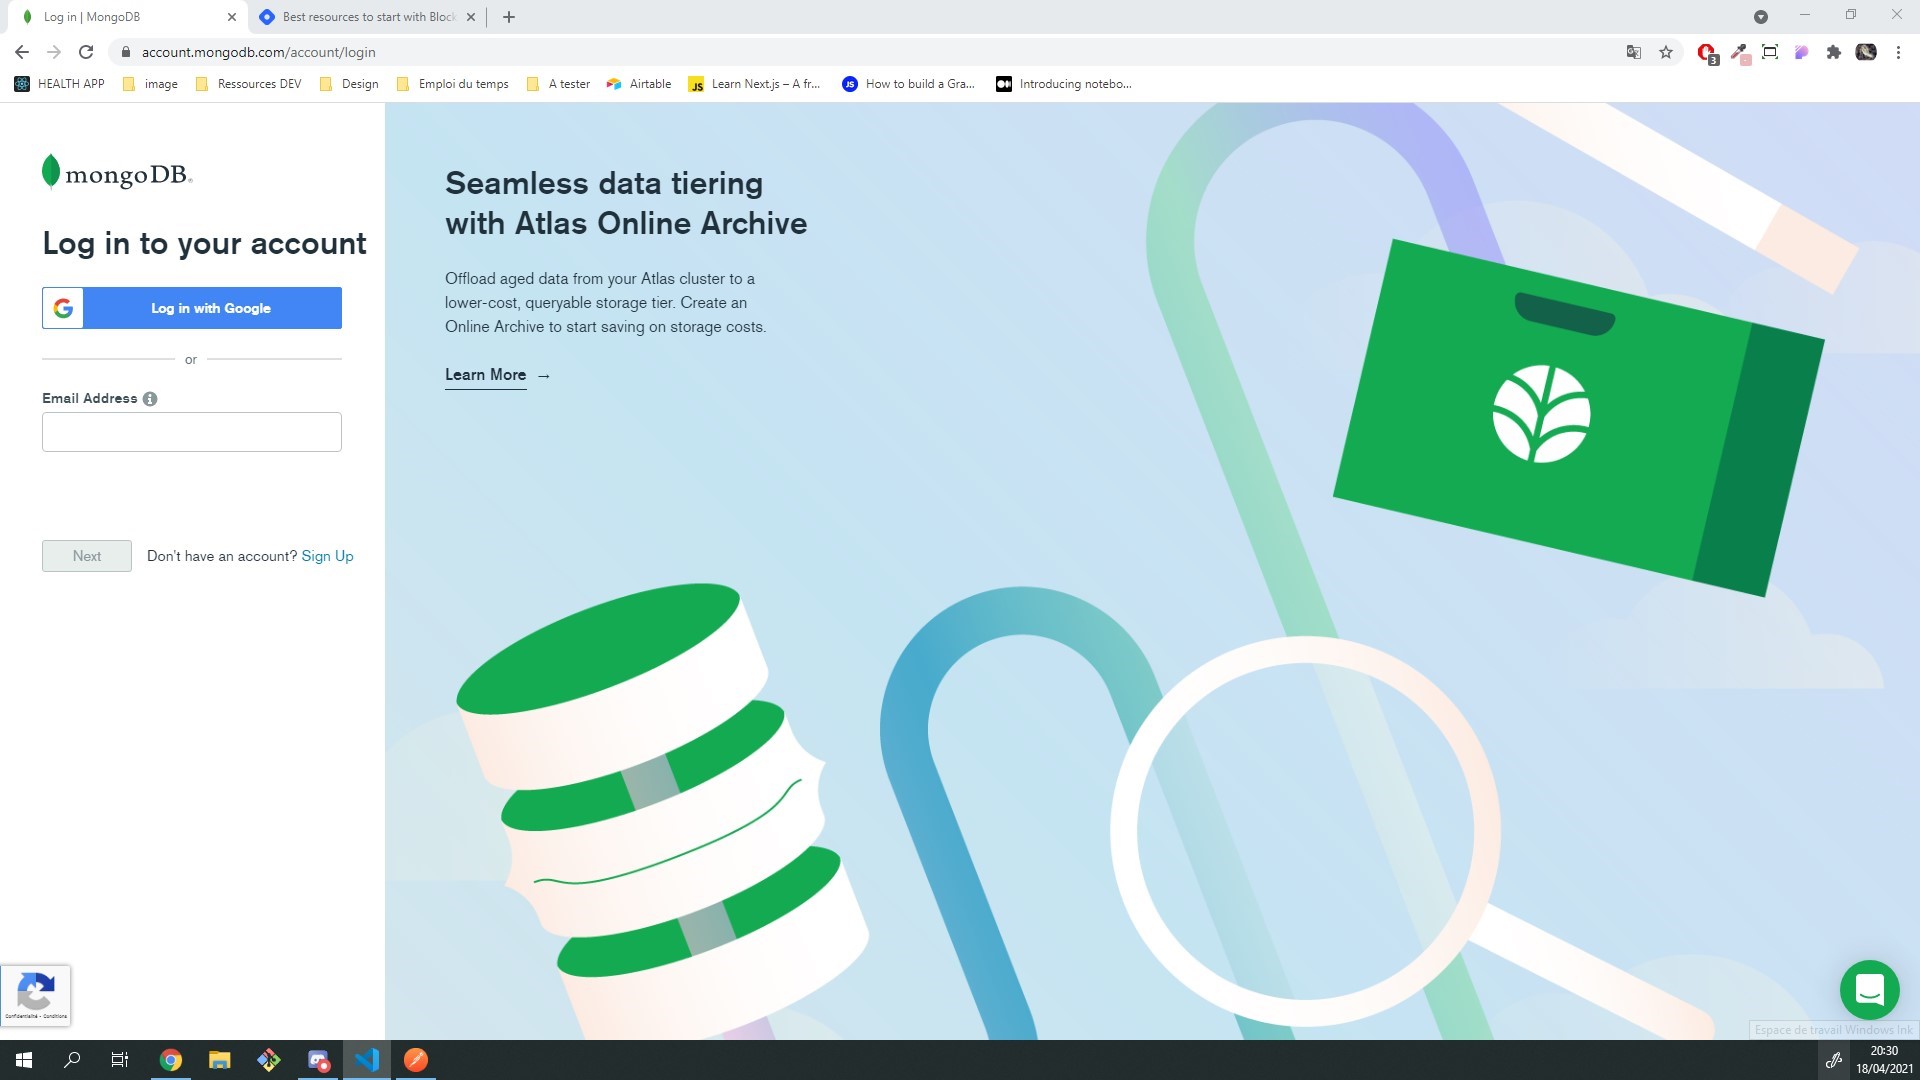 Log in | MongoDB
Best resources to start with Block
account.mongodb.com/account/login
3
HEALTH APP
image
Ressources DEV
Design
Emploi du temps
A tester
Airtable
JS
Learn Next.js – A fr...
JS
How to build a Gra...
Introducing notebo...
mongoDB
Log in to your account
G
Log in with Google
or
Email Address
Next
Don't have an account? Sign Up
Seamless data tiering
with Atlas Online Archive
Offload aged data from your Atlas cluster to a
lower-cost, queryable storage tier. Create an
Online Archive to start saving on storage costs.
Learn More →
Confidentialité - Conditions
Espace de travail Windows Ink
20:30
18/04/2021